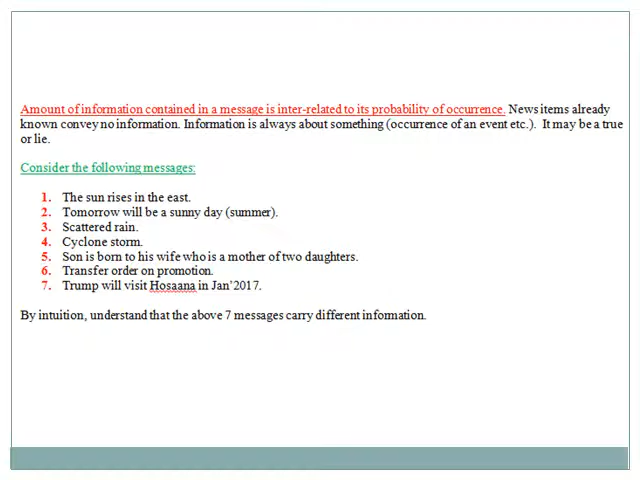 Amount of information contained in a message is inter-related to its probability of occurrence. News items already
known convey no information. Information is always about something (occurrence of an event etc.). It may be a true
or lie.
Consider the following messages:
1. The sun rises in the east.
2. Tomorrow will be a sunny day (summer).
3. Scattered rain.
4. Cyclone storm.
5. Son is born to his wife who is a mother of two daughters.
6. Transfer order on promotion.
7. Trump will visit Hosaana in Jan’2017.
By intuition, understand that the above 7 messages carry different information.